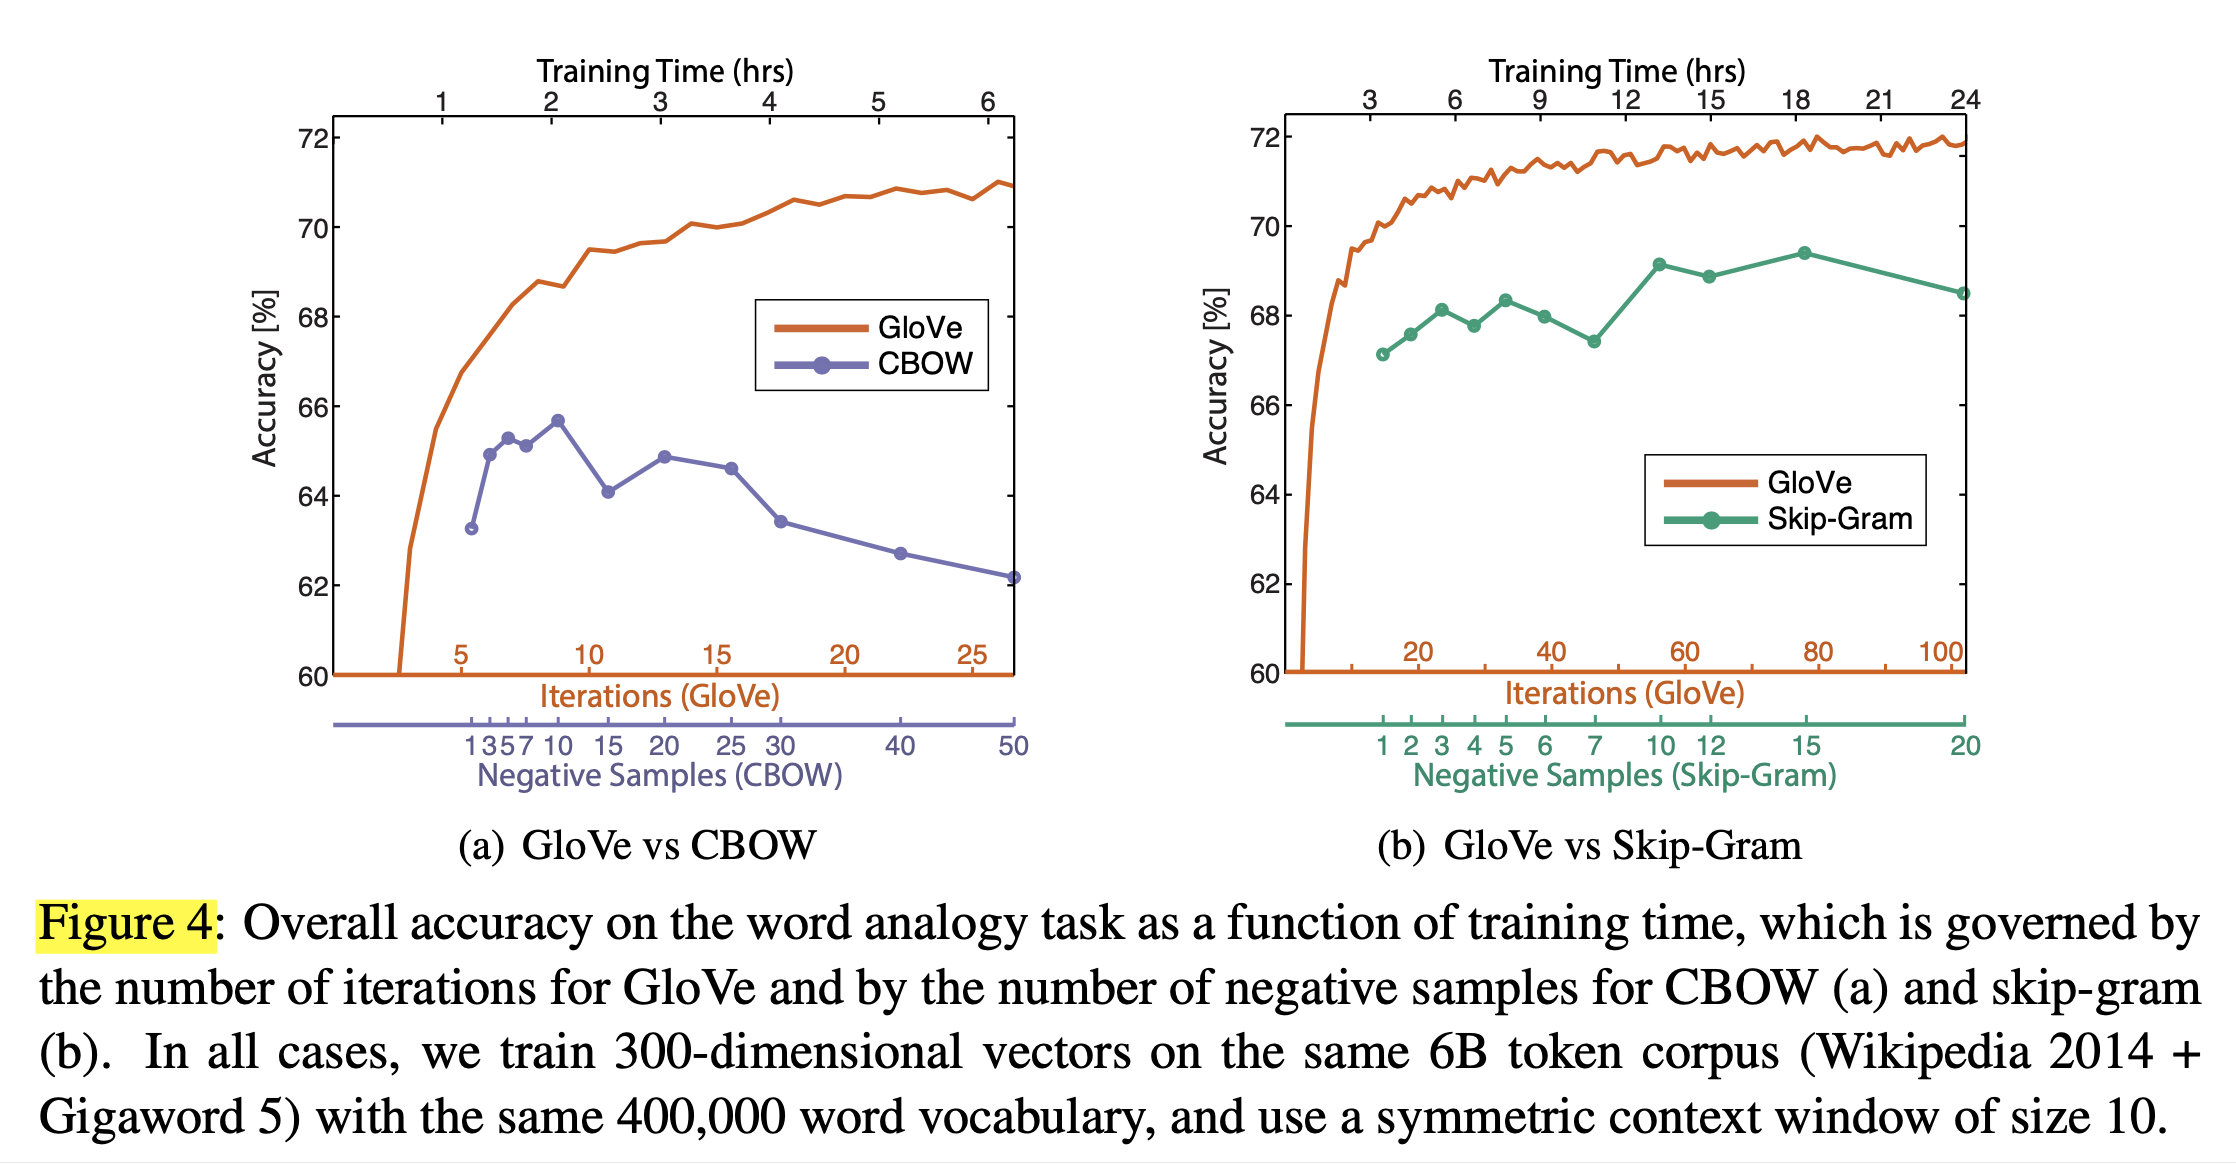 Training Time (hrs)
1 2 3 4 5 6
72
70
68
66
64
62
60
Accuracy [%]
GloVe
CBOW
5 10 15 20 25
Iterations (GloVe)
1 3 5 7 10 15 20 25 30 40 50
Negative Samples (CBOW)
(a) GloVe vs CBOW
Training Time (hrs)
3 6 9 12 15 18 21 24
72
70
68
66
64
62
60
Accuracy [%]
GloVe
Skip-Gram
20 40 60 80 100
Iterations (GloVe)
1 2 3 4 5 6 7 10 12 15 20
Negative Samples (Skip-Gram)
(b) GloVe vs Skip-Gram
Figure 4: Overall accuracy on the word analogy task as a function of training time, which is governed by
the number of iterations for GloVe and by the number of negative samples for CBOW (a) and skip-gram
(b). In all cases, we train 300-dimensional vectors on the same 6B token corpus (Wikipedia 2014 +
Gigaword 5) with the same 400,000 word vocabulary, and use a symmetric context window of size 10.